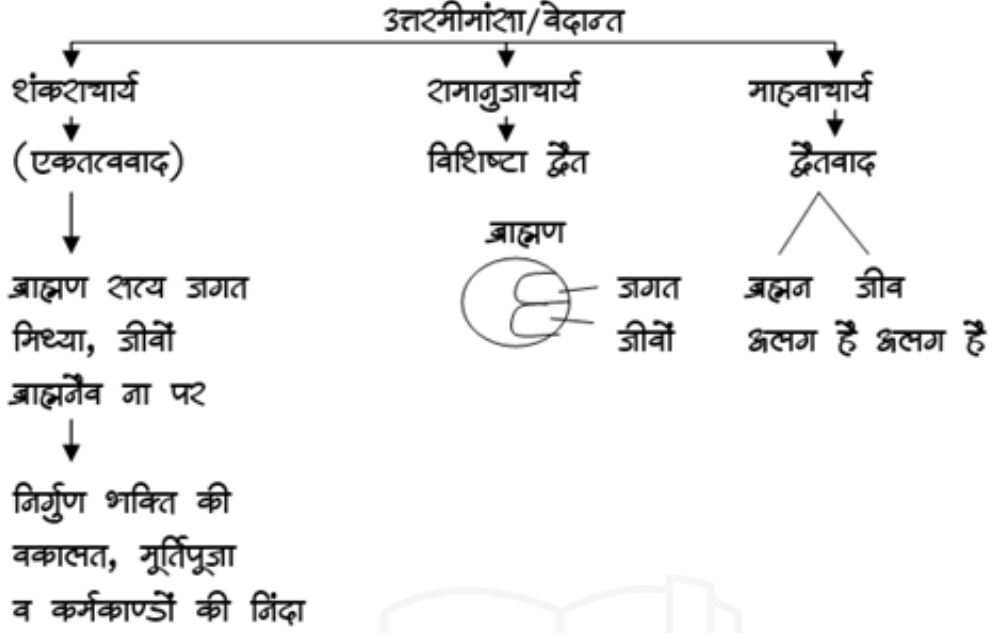 उत्तरमीमांसा/वेदान्त
शंकराचार्य
रामानुजाचार्य
माहवाचार्य
(एकतत्ववाद)
विशिष्टा द्वैत
द्वैतवाद
ब्राह्मण
ब्राह्मण सत्य जगत
मिथ्या, जीवों
ब्राह्मनैव ना पर
जगत
जीवों
ब्रह्मन जीव
अलग है अलग है
निर्गुण भक्ति की
वकालत, मूर्तिपूजा
व कर्मकाण्डों की निंदा